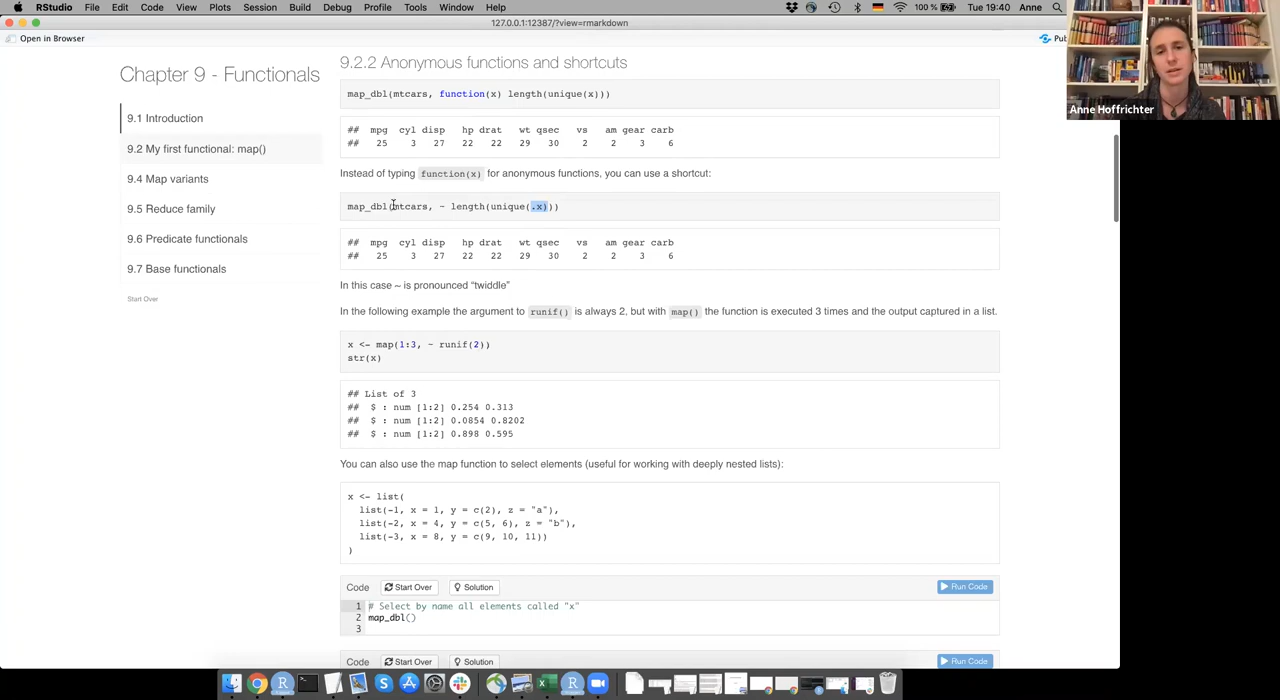 RStudio File Edit Code View Plots Session Build Debug Profile Tools Window Help 100 % Tue 19:40 Anne
127.0.0.1:12387/?view=rmarkdown
Open in Browser
Anne Hoffrichter
Chapter 9 - Functionals
9.1 Introduction
9.2 My first functional: map()
9.4 Map variants
9.5 Reduce family
9.6 Predicate functionals
9.7 Base functionals
Start Over
9.2.2 Anonymous functions and shortcuts
map_dbl(mtcars, function(x) length(unique(x)))
## mpg cyl disp hp drat wt qsec vs am gear carb
## 25 3 27 22 22 29 30 2 2 3 6
Instead of typing function(x) for anonymous functions, you can use a shortcut:
map_dbl(mtcars, ~ length(unique(.x)))
## mpg cyl disp hp drat wt qsec vs am gear carb
## 25 3 27 22 22 29 30 2 2 3 6
In this case ~ is pronounced “twiddle”
In the following example the argument to runif() is always 2, but with map() the function is executed 3 times and the output captured in a list.
x <- map(1:3, ~ runif(2))
str(x)
## List of 3
## $ : num [1:2] 0.254 0.313
## $ : num [1:2] 0.0854 0.8202
## $ : num [1:2] 0.898 0.595
You can also use the map function to select elements (useful for working with deeply nested lists):
x <- list(
list(-1, x = 1, y = c(2), z = "a"),
list(-2, x = 4, y = c(5, 6), z = "b"),
list(-3, x = 8, y = c(9, 10, 11))
)
Code Start Over Solution Run Code
1 # Select by name all elements called "x"
2 map_dbl()
3
Code Start Over Solution Run Code